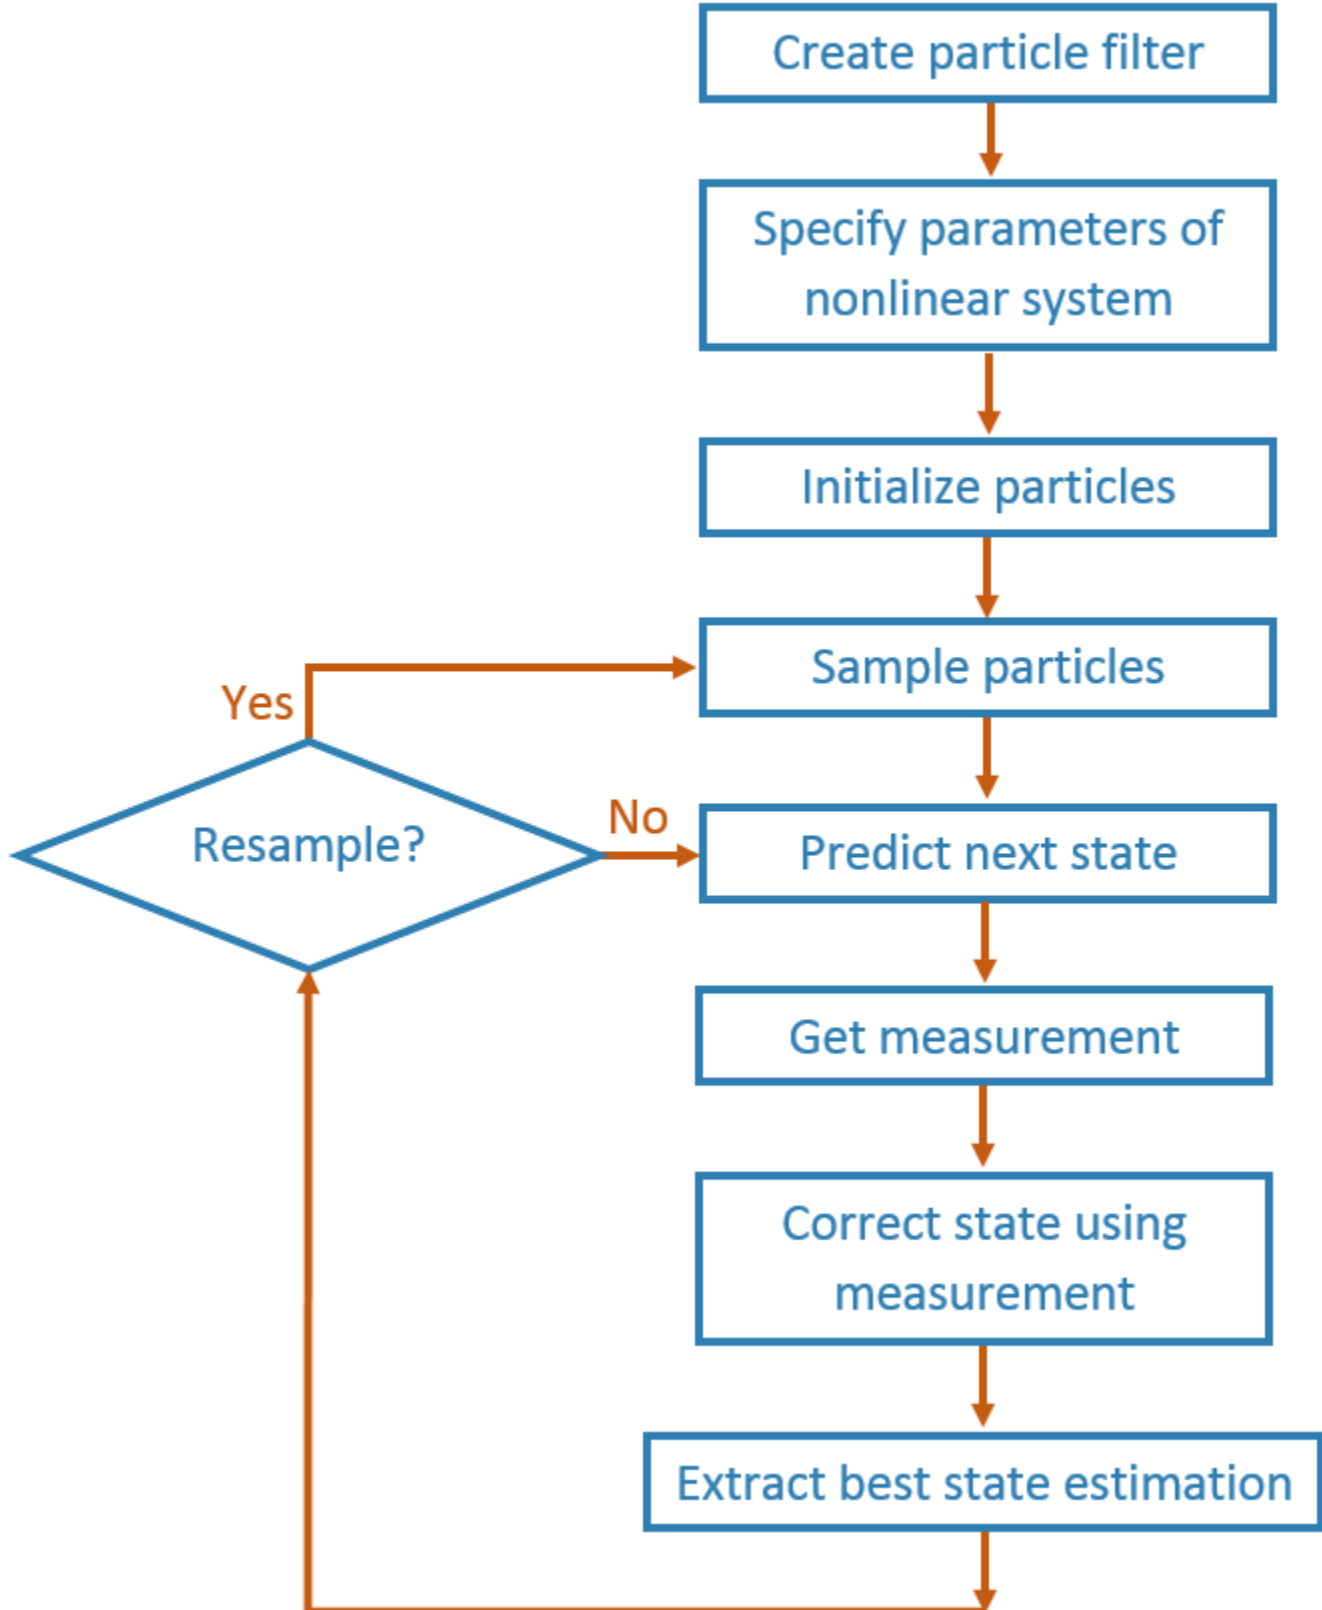 Create particle filter
Specify parameters of
nonlinear system
Initialize particles
Sample particles
Yes
Resample?
No
Predict next state
Get measurement
Correct state using
measurement
Extract best state estimation